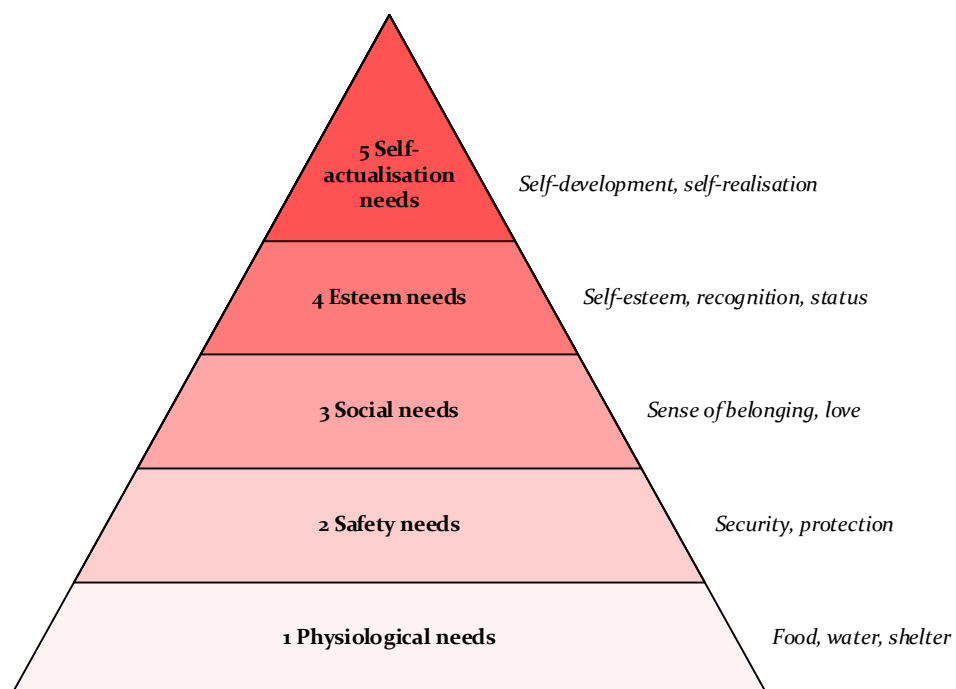 5 Self-
actualisation
needs
Self-development, self-realisation
4 Esteem needs
Self-esteem, recognition, status
3 Social needs
Sense of belonging, love
2 Safety needs
Security, protection
1 Physiological needs
Food, water, shelter